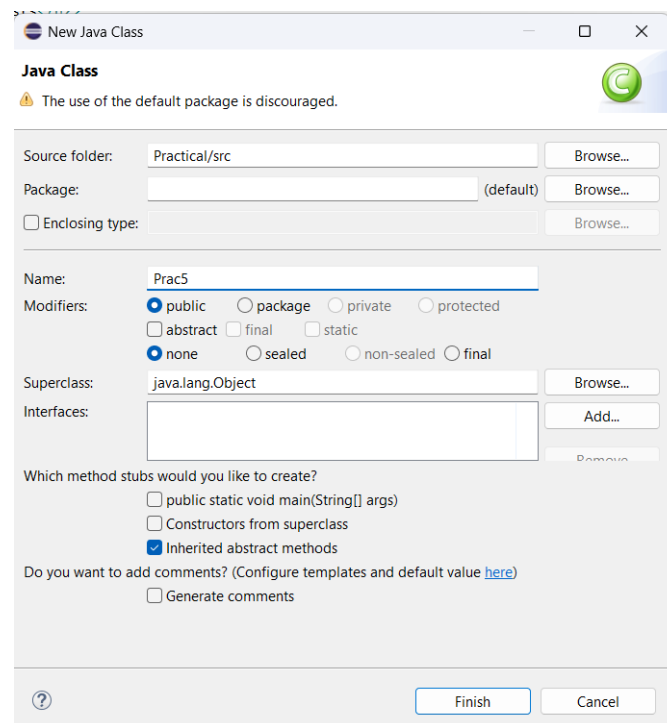 New Java Class
Java Class
The use of the default package is discouraged.
Source folder: Practical/src Browse...
Package: (default) Browse...
Enclosing type: Browse...
Name: Prac5
Modifiers: public package private protected
abstract final static
none sealed non-sealed final
Superclass: java.lang.Object Browse...
Interfaces: Add...
Remove
Which method stubs would you like to create?
public static void main(String[] args)
Constructors from superclass
Inherited abstract methods
Do you want to add comments? (Configure templates and default value here)
Generate comments
? Finish Cancel